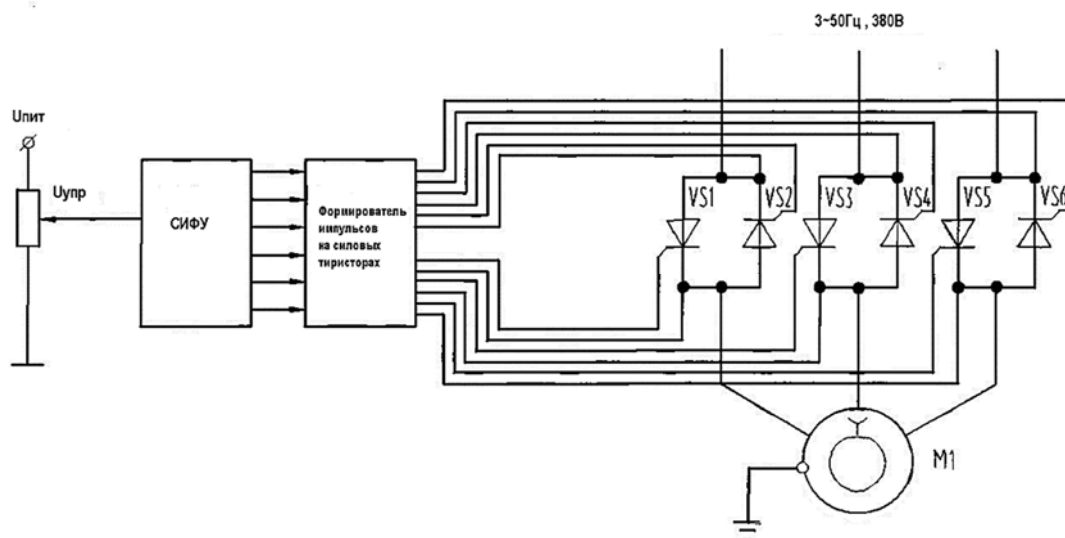 3~50Гц , 380В
Uпит
Uупр
СИФУ
Формирователь
импульсов
на силовых
тиристорах
VS1
VS2
VS3
VS4
VS5
VS6
M1